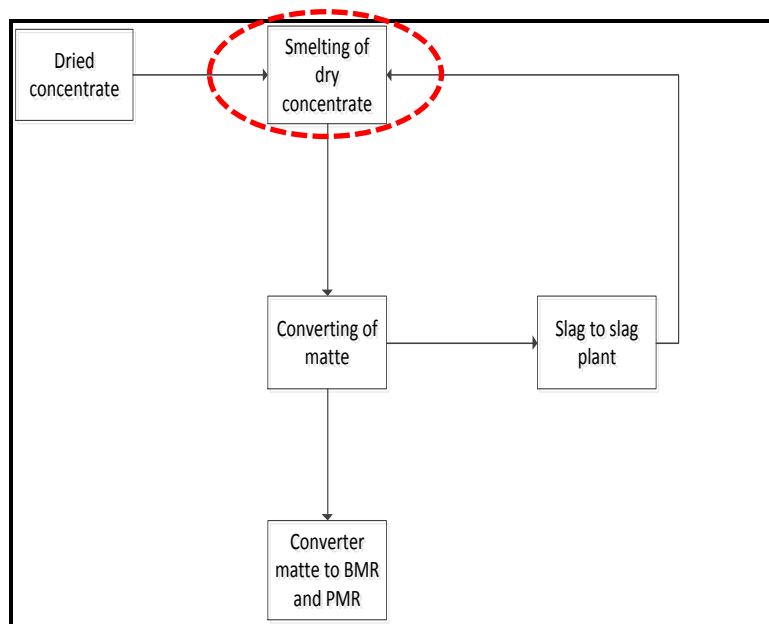 Dried
concentrate
Smelting of
dry
concentrate
Converting of
matte
Slag to slag
plant
Converter
matte to BMR
and PMR